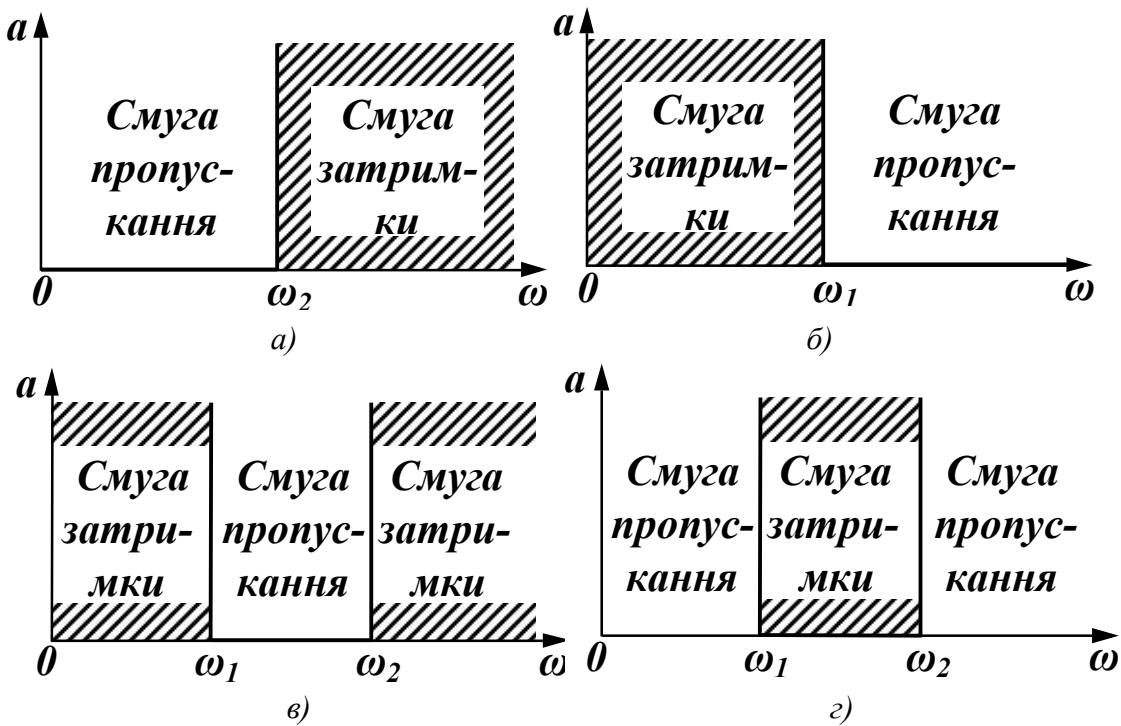 a
Смуга
пропус-
кання
Смуга
затрим-
ки
0
ω2
ω
а)
a
Смуга
затрим-
ки
Смуга
пропус-
кання
0
ω1
ω
б)
a
Смуга
затри-
мки
Смуга
пропус-
кання
Смуга
затри-
мки
0
ω1
ω2
ω
в)
a
Смуга
пропус-
кання
Смуга
затри-
мки
Смуга
пропус-
кання
0
ω1
ω2
ω
г)